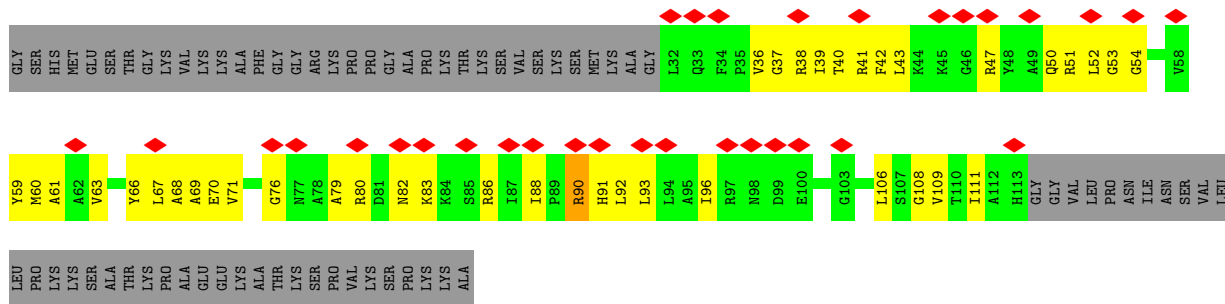 GLY SER HIS MET GLU SER THR GLY LYS VAL LYS LYS ALA PHE GLY GLY ARG LYS PRO PRO GLY ALA PRO LYS THR LYS SER VAL SER LYS SER MET LYS ALA GLY L32 Q33 F34 P35 V36 G37 R38 I39 T40 R41 F42 L43 K44 K45 G46 R47 Y48 A49 Q50 R51 L52 G53 G54 V58
Y59 M60 A61 A62 V63 Y66 L67 A68 A69 E70 V71 G76 N77 A78 A79 R80 D81 N82 K83 K84 S85 R86 I87 I88 P89 R90 H91 L92 L93 L94 A95 I96 R97 N98 D99 E100 G103 L106 S107 G108 V109 T110 I111 A112 H113 GLY GLY VAL LEU PRO ASN ILE ASN SER VAL LEU
LEU PRO LYS LYS SER ALA THR LYS PRO ALA GLU GLU LYS ALA THR LYS SER PRO VAL LYS SER PRO LYS LYS ALA